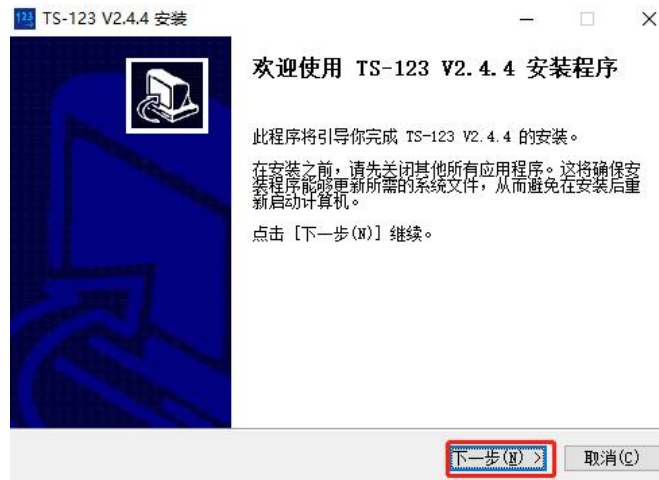 123 TS-123 V2.4.4 安装
欢迎使用 TS-123 V2.4.4 安装程序
此程序将引导你完成 TS-123 V2.4.4 的安装。
在安装之前，请先关闭其他所有应用程序。这将确保安
装程序能够更新所需的系统文件，从而避免在安装后重
新启动计算机。
点击 [下一步(N)] 继续。
下一步(N) >
取消(C)